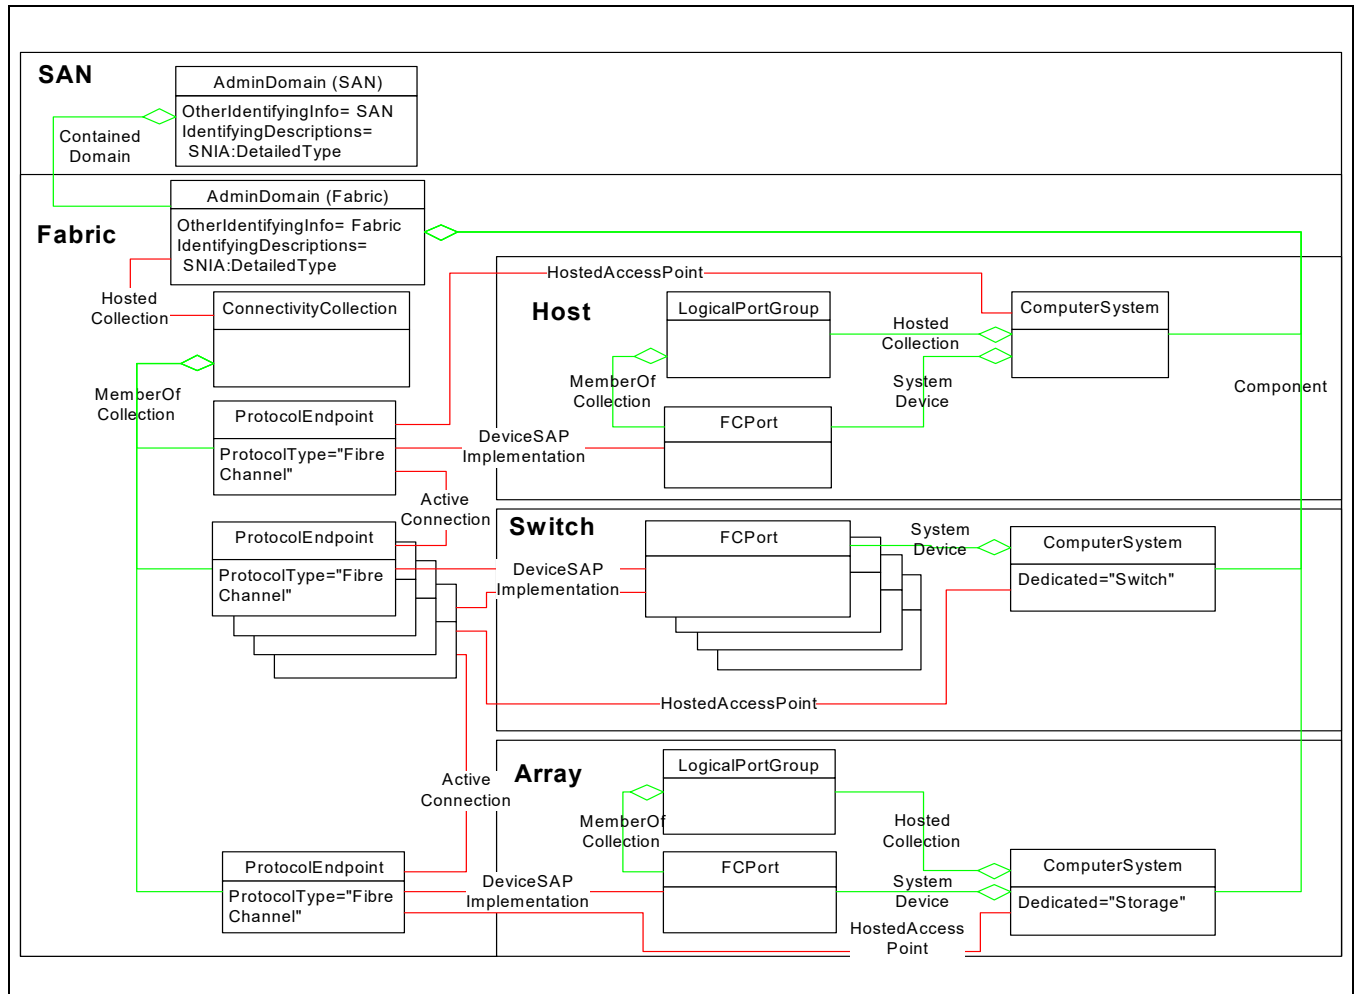 SAN
AdminDomain (SAN)
OtherIdentifyingInfo= SAN
IdentifyingDescriptions=
SNIA:DetailedType
Contained
Domain
AdminDomain (Fabric)
OtherIdentifyingInfo= Fabric
IdentifyingDescriptions=
SNIA:DetailedType
Fabric
Hosted
Collection
ConnectivityCollection
MemberOf
Collection
ProtocolEndpoint
ProtocolType="Fibre
Channel"
HostedAccessPoint
Host
LogicalPortGroup
Hosted
Collection
ComputerSystem
MemberOf
Collection
System
Device
Component
FCPort
DeviceSAP
Implementation
Active
Connection
Switch
ProtocolEndpoint
ProtocolType="Fibre
Channel"
DeviceSAP
Implementation
FCPort
System
Device
ComputerSystem
Dedicated="Switch"
HostedAccessPoint
Array
Active
Connection
LogicalPortGroup
MemberOf
Collection
Hosted
Collection
ProtocolEndpoint
ProtocolType="Fibre
Channel"
DeviceSAP
Implementation
FCPort
System
Device
ComputerSystem
Dedicated="Storage"
HostedAccess
Point